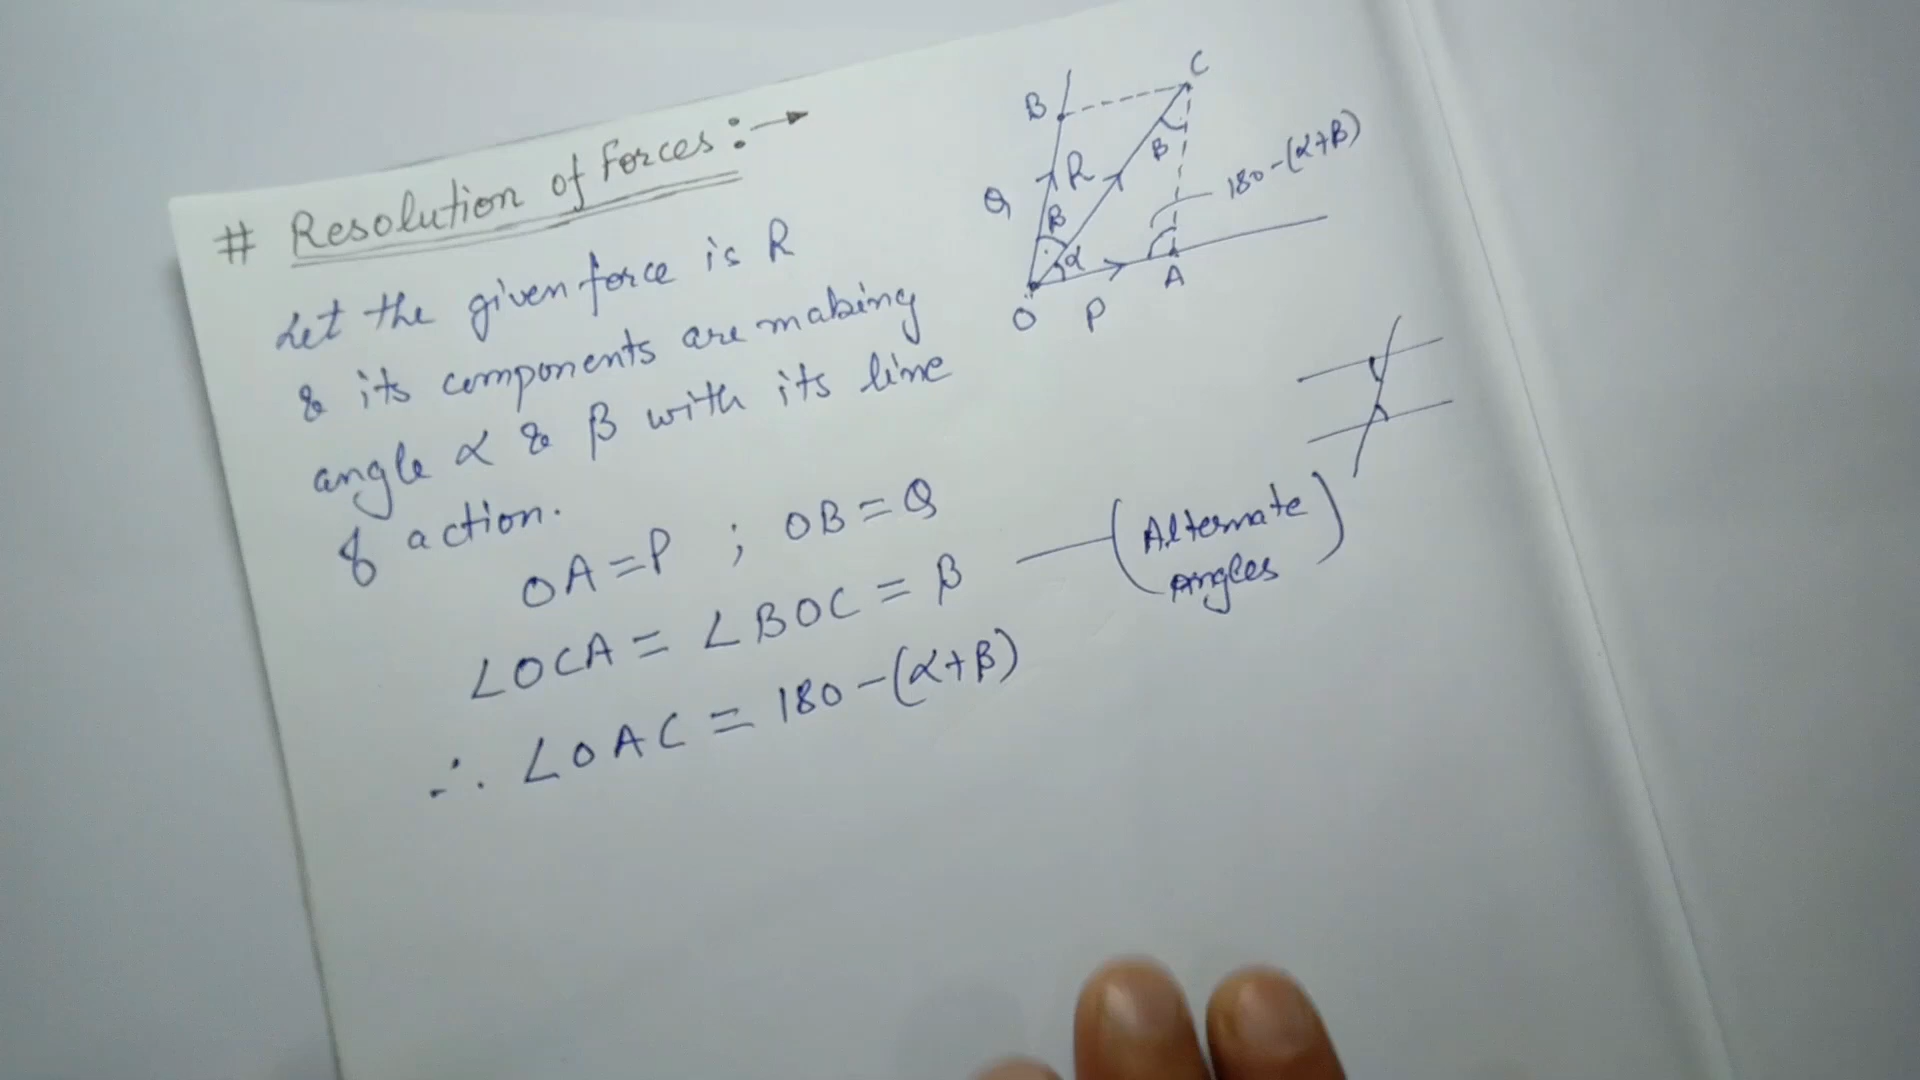 # Resolution of Forces:→
Let the given force is R
& its components are making
angle α & β with its line
of action.
OA=P ; OB=Q
∠OCA = ∠BOC = β — (Alternate
Angles)
∴ ∠OAC = 180-(α+β)
C
B
R
β
180-(α+β)
Q
β
α
A
O
P